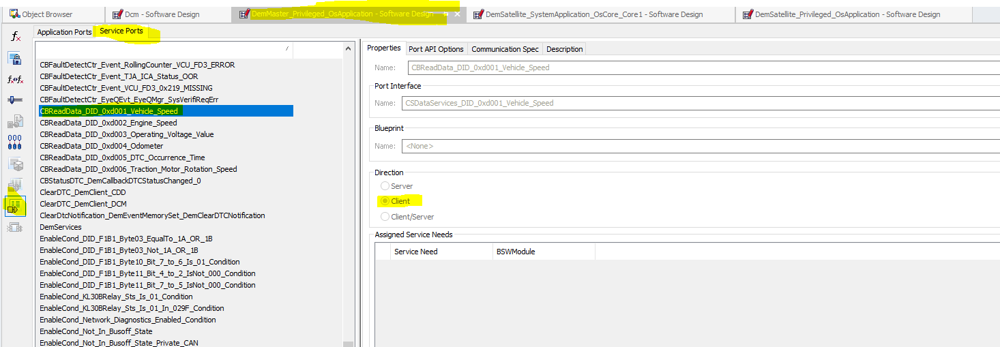 Object Browser
Dcm - Software Design
DemMaster_Privileged_OsApplication - Software Design
DemSatellite_SystemApplication_OsCore_Core1 - Software Design
DemSatellite_Privileged_OsApplication - Software Design
Application Ports
Service Ports
CBFaultDetectCtr_Event_RollingCounter_VCU_FD3_ERROR
CBFaultDetectCtr_Event_TJA_ICA_Status_OOR
CBFaultDetectCtr_Event_VCU_FD3_0x219_MISSING
CBFaultDetectCtr_EyeQEvt_EyeQMgr_SysVerifiReqErr
CBReadData_DID_0xd001_Vehicle_Speed
CBReadData_DID_0xd002_Engine_Speed
CBReadData_DID_0xd003_Operating_Voltage_Value
CBReadData_DID_0xd004_Odometer
CBReadData_DID_0xd005_DTC_Occurrence_Time
CBReadData_DID_0xd006_Traction_Motor_Rotation_Speed
CBStatusDTC_DemCallbackDTCStatusChanged_0
ClearDTC_DemClient_CDD
ClearDTC_DemClient_DCM
ClearDtcNotification_DemEventMemorySet_DemClearDTCNotification
DemServices
EnableCond_DID_F1B1_Byte03_EqualTo_1A_OR_1B
EnableCond_DID_F1B1_Byte03_Not_1A_OR_1B
EnableCond_DID_F1B1_Byte10_Bit_7_to_6_Is_01_Condition
EnableCond_DID_F1B1_Byte11_Bit_4_to_2_IsNot_000_Condition
EnableCond_DID_F1B1_Byte11_Bit_7_to_5_IsNot_000_Condition
EnableCond_KL30BRelay_Sts_Is_01_Condition
EnableCond_KL30BRelay_Sts_Is_01_In_029F_Condition
EnableCond_Network_Diagnostics_Enabled_Condition
EnableCond_Not_In_Busoff_State
EnableCond_Not_In_Busoff_State_Private_CAN
Properties
Port API Options
Communication Spec
Description
Name: CBReadData_DID_0xd001_Vehicle_Speed
Port Interface
Name: CSDataServices_DID_0xd001_Vehicle_Speed
Blueprint
Name: <None>
Direction
Server
Client
Client/Server
Assigned Service Needs
Service Need
BSWModule